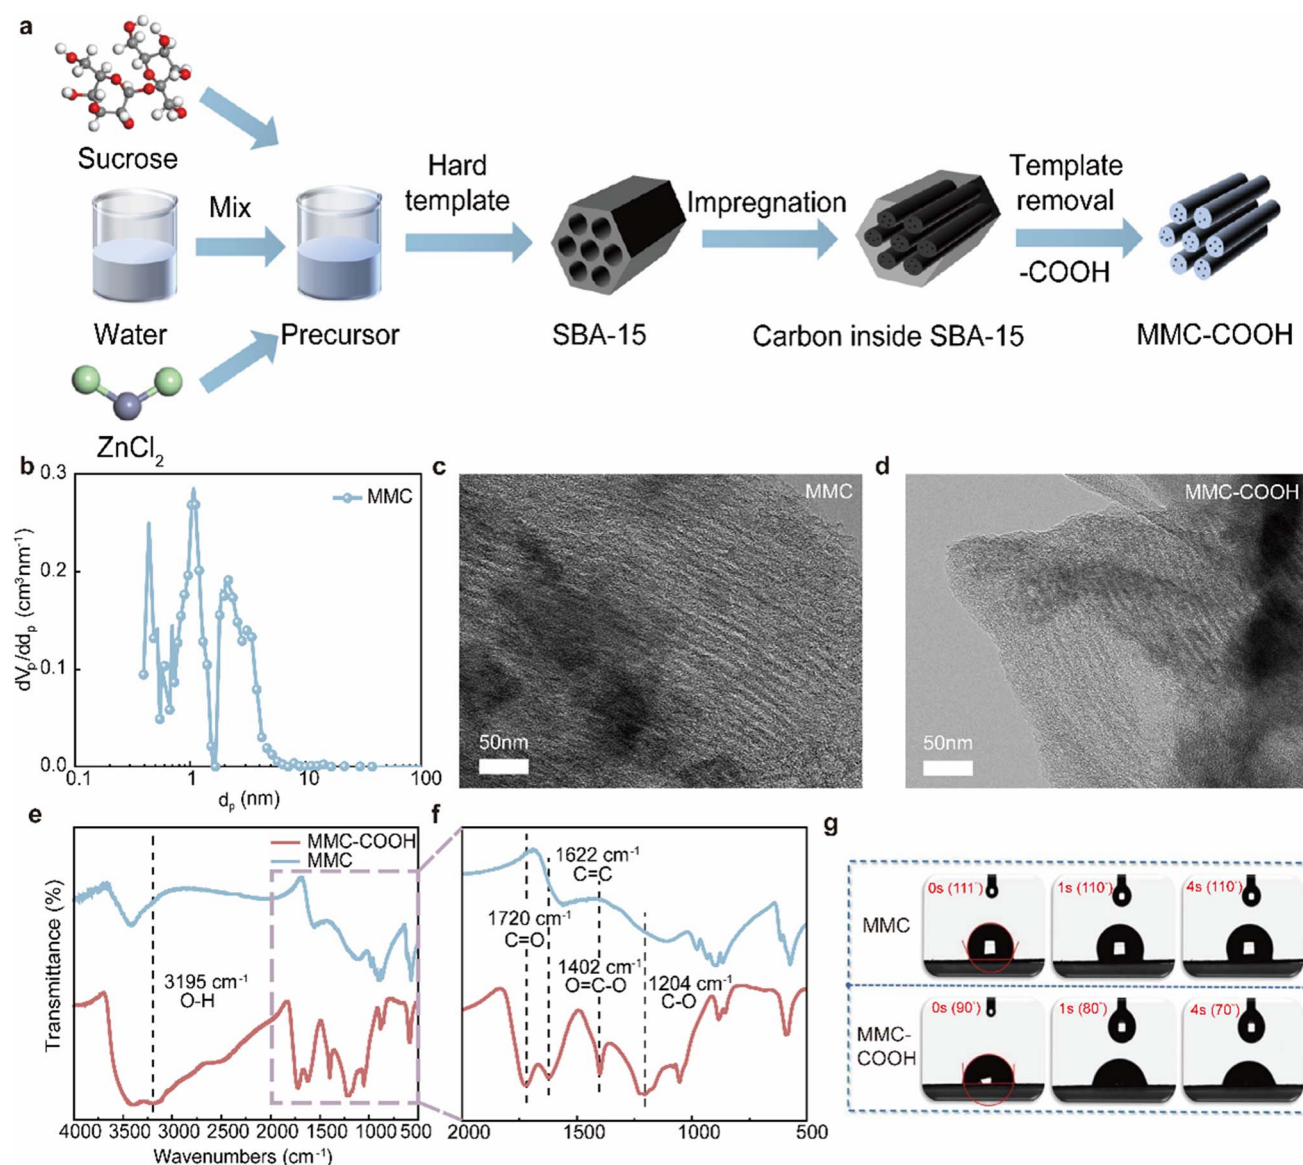 a
Sucrose
Water
ZnCl2
Mix
Precursor
Hard
template
SBA-15
Impregnation
Carbon inside SBA-15
Template
removal
-COOH
MMC-COOH
b
MMC
0.3
0.2
0.1
0.0
0.1
1
10
100
dVp/ddp (cm3nm-1)
dp (nm)
c
MMC
50nm
d
MMC-COOH
50nm
e
MMC-COOH
MMC
3195 cm-1
O-H
Transmittance (%)
4000 3500 3000 2500 2000 1500 1000 500
Wavenumbers (cm-1)
f
1622 cm-1
C=C
1720 cm-1
C=O
1402 cm-1
O=C-O
1204 cm-1
C-O
2000 1500 1000 500
g
MMC
0s (111°)
1s (110°)
4s (110°)
MMC-
COOH
0s (90°)
1s (80°)
4s (70°)